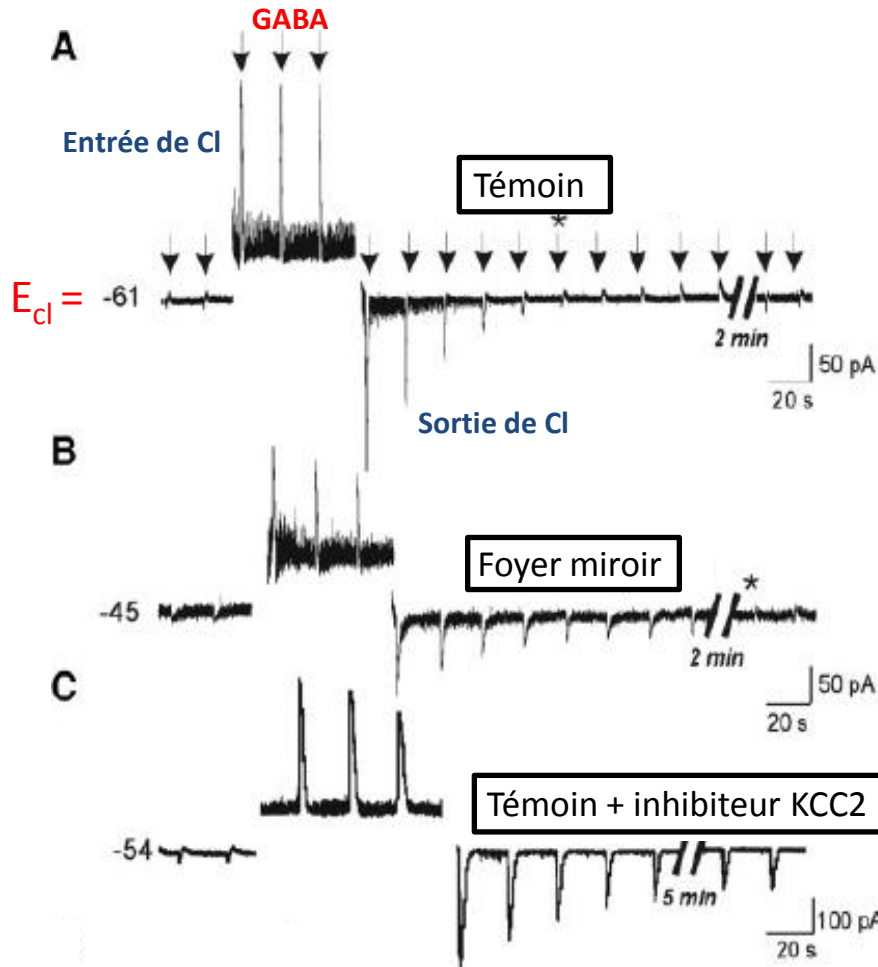 GABA
A
Entrée de Cl
Témoin
*
E_cl = -61
2 min
50 pA
20 s
Sortie de Cl
B
Foyer miroir
*
-45
2 min
50 pA
20 s
C
Témoin + inhibiteur KCC2
-54
5 min
100 pA
20 s